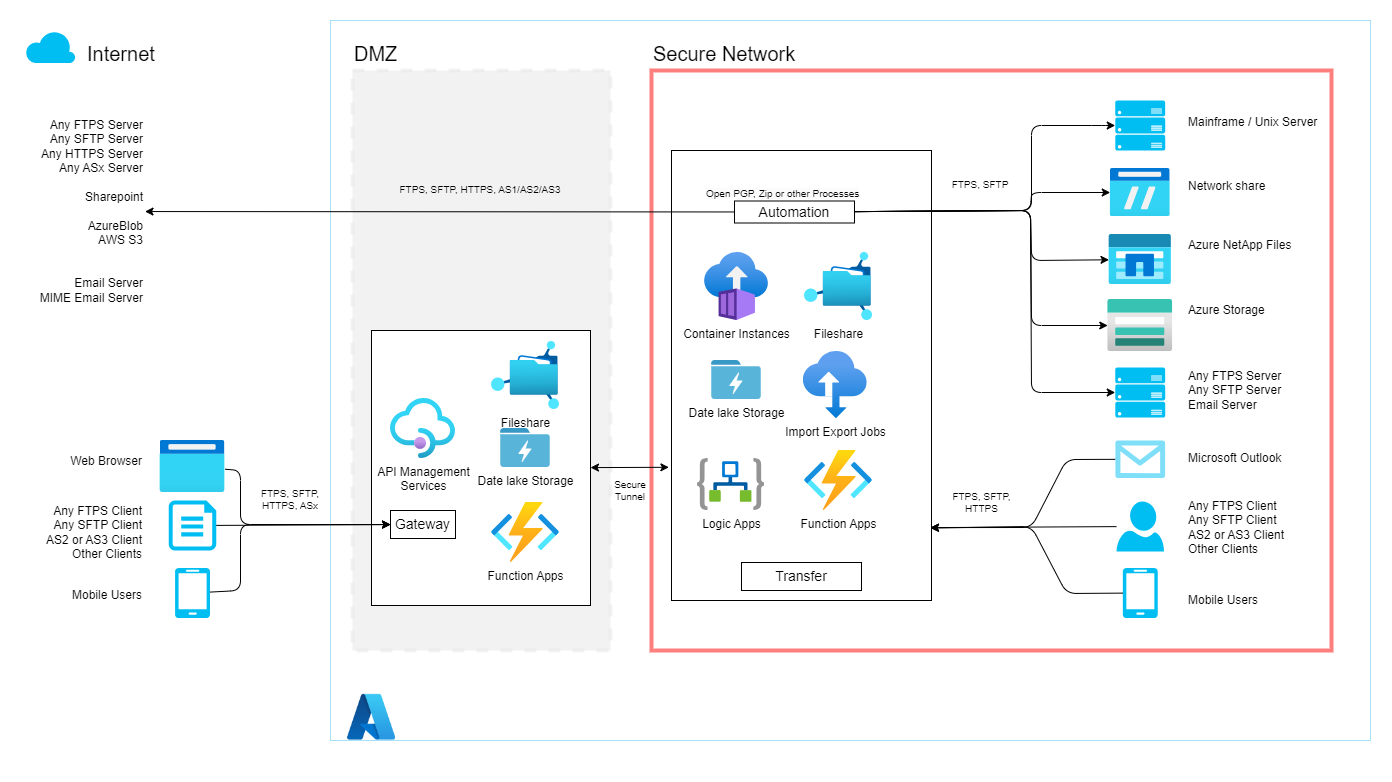 Internet
DMZ
Secure Network
Any FTPS Server
Any SFTP Server
Any HTTPS Server
Any ASx Server
Sharepoint
AzureBlob
AWS S3
Email Server
MIME Email Server
FTPS, SFTP, HTTPS, AS1/AS2/AS3
Open PGP, Zip or other Processes
Automation
FTPS, SFTP
Mainframe / Unix Server
Network share
Azure NetApp Files
Azure Storage
Any FTPS Server
Any SFTP Server
Email Server
Container Instances
Fileshare
Date lake Storage
Import Export Jobs
Logic Apps
Function Apps
Transfer
Fileshare
API Management
Services
Date lake Storage
Gateway
Function Apps
Secure
Tunnel
Web Browser
Any FTPS Client
Any SFTP Client
AS2 or AS3 Client
Other Clients
Mobile Users
FTPS, SFTP,
HTTPS, ASx
FTPS, SFTP,
HTTPS
Microsoft Outlook
Any FTPS Client
Any SFTP Client
AS2 or AS3 Client
Other Clients
Mobile Users